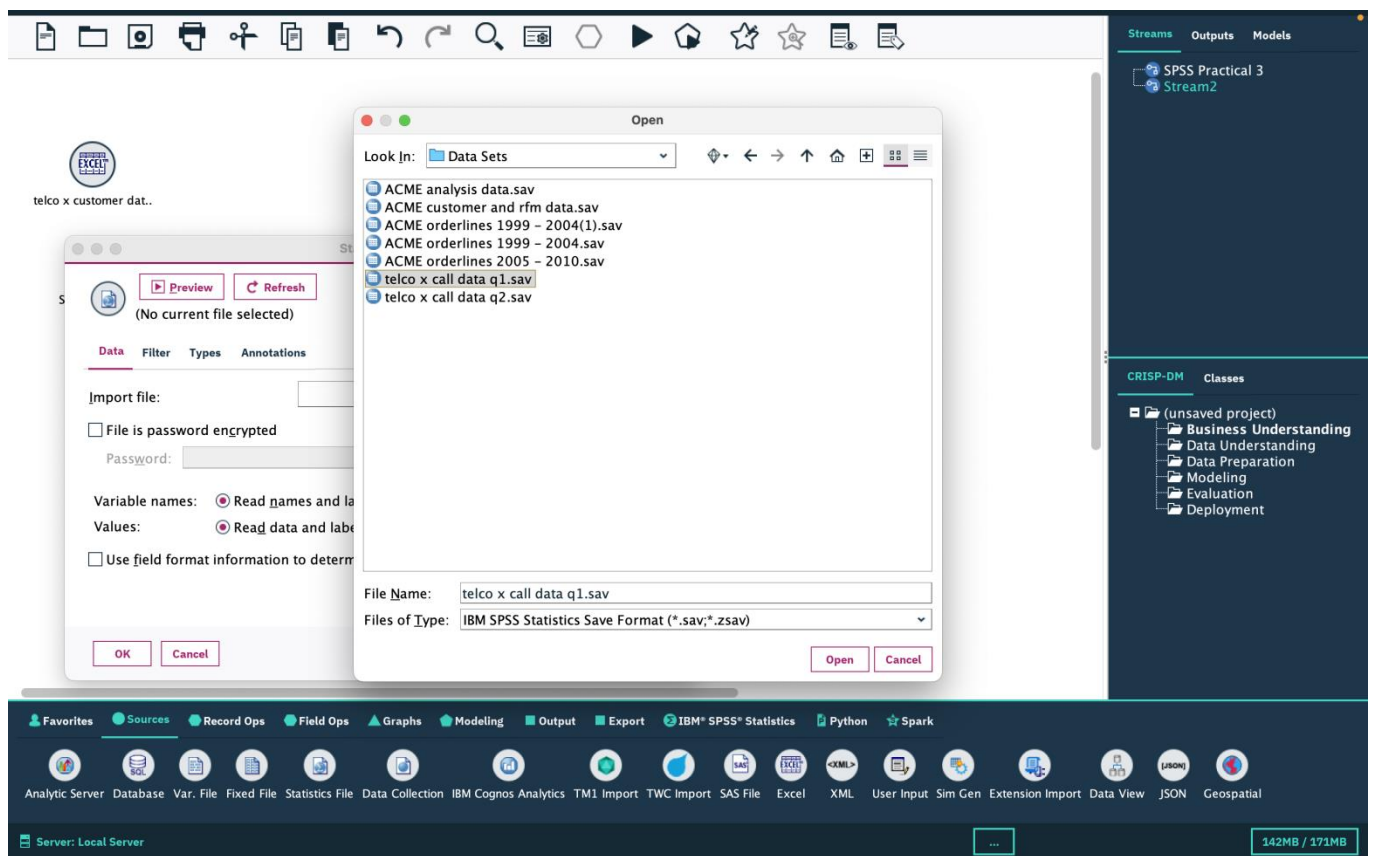 Streams Outputs Models
SPSS Practical 3
Stream2
EXCEL
telco x customer dat..
Open
Look In: Data Sets
ACME analysis data.sav
ACME customer and rfm data.sav
ACME orderlines 1999 – 2004(1).sav
ACME orderlines 1999 – 2004.sav
ACME orderlines 2005 – 2010.sav
telco x call data q1.sav
telco x call data q2.sav
File Name: telco x call data q1.sav
Files of Type: IBM SPSS Statistics Save Format (*.sav;*.zsav)
Open Cancel
St
S
Preview Refresh
(No current file selected)
Data Filter Types Annotations
Import file:
File is password encrypted
Password:
Variable names: Read names and la
Values: Read data and labe
Use field format information to determ
OK Cancel
CRISP-DM Classes
(unsaved project)
Business Understanding
Data Understanding
Data Preparation
Modeling
Evaluation
Deployment
Favorites Sources Record Ops Field Ops Graphs Modeling Output Export IBM® SPSS® Statistics Python Spark
SQL SAS EXCEL <XML> {JSON}
Analytic Server Database Var. File Fixed File Statistics File Data Collection IBM Cognos Analytics TM1 Import TWC Import SAS File Excel XML User Input Sim Gen Extension Import Data View JSON Geospatial
Server: Local Server ... 142MB / 171MB